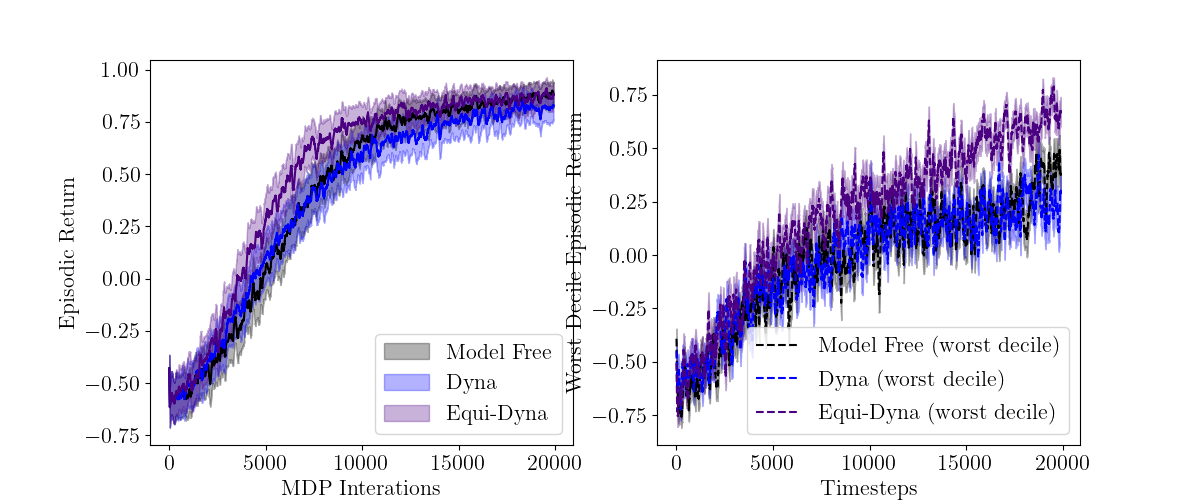 1.00
0.75
0.50
0.25
0.00
−0.25
−0.50
−0.75
Episodic Return
0
5000
10000
15000
20000
MDP Interations
Model Free
Dyna
Equi-Dyna
0.75
0.50
0.25
0.00
−0.25
−0.50
−0.75
Worst Decile Episodic Return
0
5000
10000
15000
20000
Timesteps
Model Free (worst decile)
Dyna (worst decile)
Equi-Dyna (worst decile)